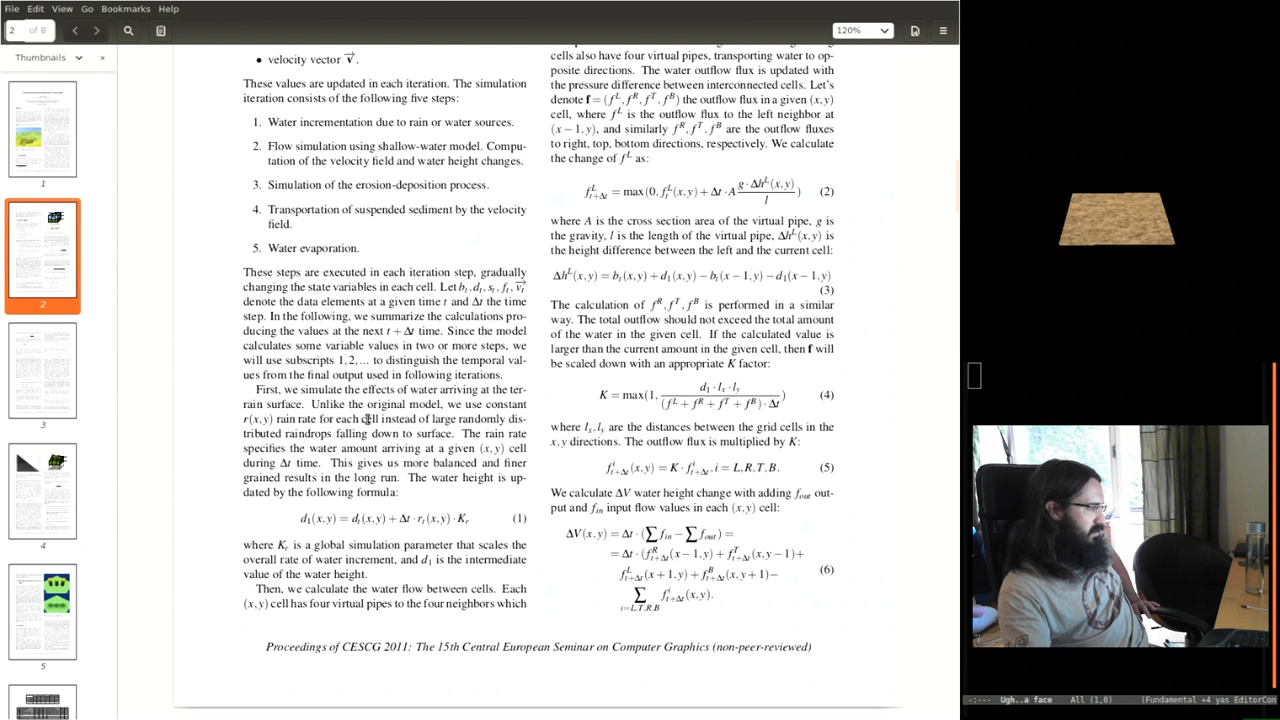 File Edit View Go Bookmarks Help
2 of 8
120%
Thumbnails
1
2
3
4
5
• velocity vector v⃗.
These values are updated in each iteration. The simulation
iteration consists of the following five steps:
1. Water incrementation due to rain or water sources.
2. Flow simulation using shallow-water model. Compu-
tation of the velocity field and water height changes.
3. Simulation of the erosion-deposition process.
4. Transportation of suspended sediment by the velocity
field.
5. Water evaporation.
These steps are executed in each iteration step, gradually
changing the state variables in each cell. Let b_t, d_t, s_t, f_t, v⃗_t
denote the data elements at a given time t and Δt the time
step. In the following, we summarize the calculations pro-
ducing the values at the next t + Δt time. Since the model
calculates some variable values in two or more steps, we
will use subscripts 1, 2, ... to distinguish the temporal val-
ues from the final output used in following iterations.
First, we simulate the effects of water arriving at the ter-
rain surface. Unlike the original model, we use constant
r(x,y) rain rate for each cell instead of large randomly dis-
tributed raindrops falling down to surface. The rain rate
specifies the water amount arriving at a given (x,y) cell
during Δt time. This gives us more balanced and finer
grained results in the long run. The water height is up-
dated by the following formula:
d_1(x,y) = d_t(x,y) + Δt · r_t(x,y) · K_r (1)
where K_r is a global simulation parameter that scales the
overall rate of water increment, and d_1 is the intermediate
value of the water height.
Then, we calculate the water flow between cells. Each
(x,y) cell has four virtual pipes to the four neighbors which
cells also have four virtual pipes, transporting water to op-
posite directions. The water outflow flux is updated with
the pressure difference between interconnected cells. Let's
denote f = (f^L, f^R, f^T, f^B) the outflow flux in a given (x,y)
cell, where f^L is the outflow flux to the left neighbor at
(x−1,y), and similarly f^R, f^T, f^B are the outflow fluxes
to right, top, bottom directions, respectively. We calculate
the change of f^L as:
f^L_{t+Δt} = max(0, f^L_t(x,y) + Δt · A g·Δh^L(x,y) / l) (2)
where A is the cross section area of the virtual pipe, g is
the gravity, l is the length of the virtual pipe, Δh^L(x,y) is
the height difference between the left and the current cell:
Δh^L(x,y) = b_t(x,y) + d_1(x,y) − b_t(x−1,y) − d_1(x−1,y)
(3)
The calculation of f^R, f^T, f^B is performed in a similar
way. The total outflow should not exceed the total amount
of the water in the given cell. If the calculated value is
larger than the current amount in the given cell, then f will
be scaled down with an appropriate K factor:
K = max(1, d_1 · l_x · l_y / ((f^L + f^R + f^T + f^B) · Δt)) (4)
where l_x, l_y are the distances between the grid cells in the
x,y directions. The outflow flux is multiplied by K:
f^i_{t+Δt}(x,y) = K · f^i_{t+Δt}, i = L,R,T,B. (5)
We calculate ΔV water height change with adding f_out out-
put and f_in input flow values in each (x,y) cell:
ΔV(x,y) = Δt · (∑ f_in − ∑ f_out) =
= Δt · (f^R_{t+Δt}(x−1,y) + f^T_{t+Δt}(x,y−1)+
f^L_{t+Δt}(x+1,y) + f^B_{t+Δt}(x,y+1)− (6)
∑_{i=L,T,R,B} f^i_{t+Δt}(x,y).
Proceedings of CESCG 2011: The 15th Central European Seminar on Computer Graphics (non-peer-reviewed)
-:--- Ugh..a face All (1,0) (Fundamental +4 yas EditorCon